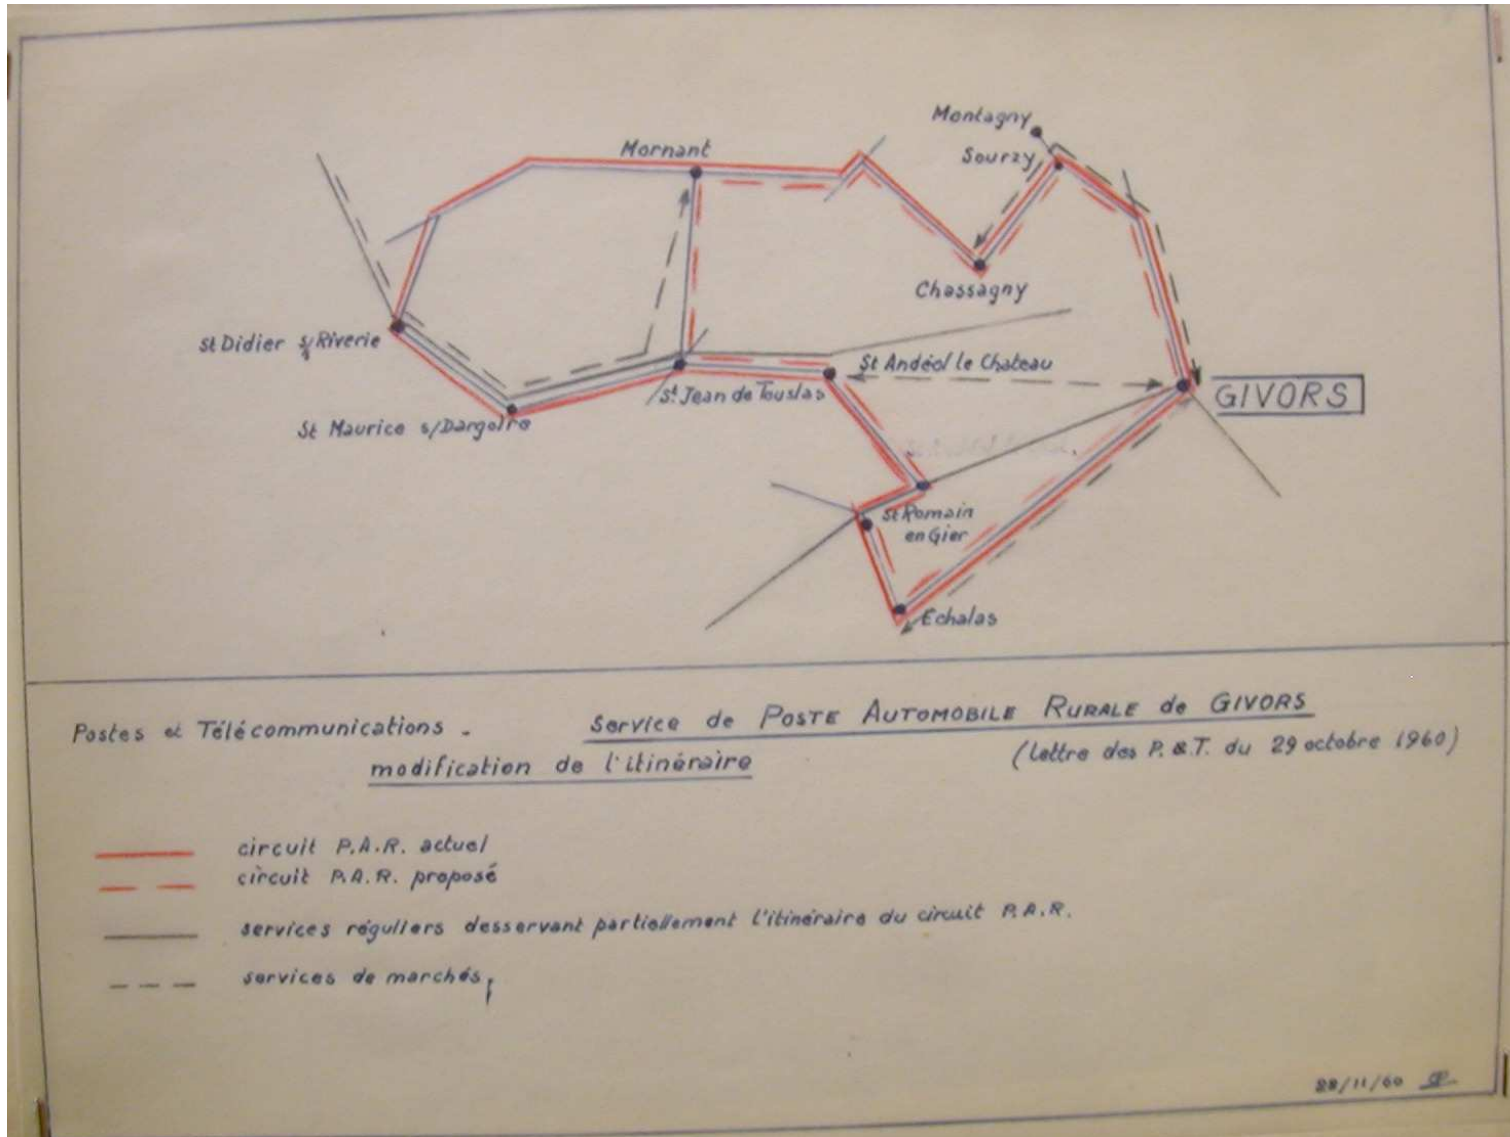 Montagny
Mornant
Sourzy
Chassagny
St Didier s/Riverie
St Andéol le Chateau
GIVORS
St Jean de Touslas
St Maurice s/Dargoire
St Romain
en Gier
Echalas
Postes et Télécommunications. Service de POSTE AUTOMOBILE RURALE de GIVORS
modification de l'itinéraire (lettre des P.&T. du 29 octobre 1960)
circuit P.A.R. actuel
circuit P.A.R. proposé
services réguliers desservant partiellement l'itinéraire du circuit P.A.R.
services de marchés,
28/11/60